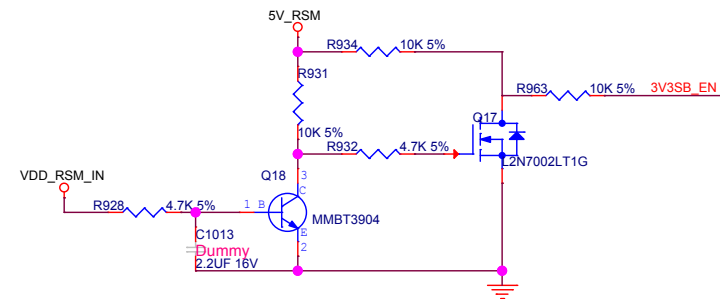 5V_RSM
R934 10K 5%
R931
R963 10K 5% 3V3SB_EN
Q17
10K 5%
R932 4.7K 5%
L2N7002LT1G
VDD_RSM_IN
Q18 3
C
R928 4.7K 5% 1 B
MMBT3904
C1013 E
Dummy 2
2.2UF 16V